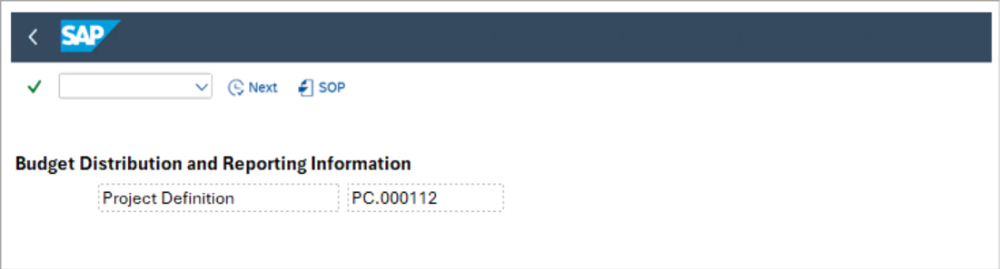 SAP
Next SOP
Budget Distribution and Reporting Information
Project Definition PC.000112